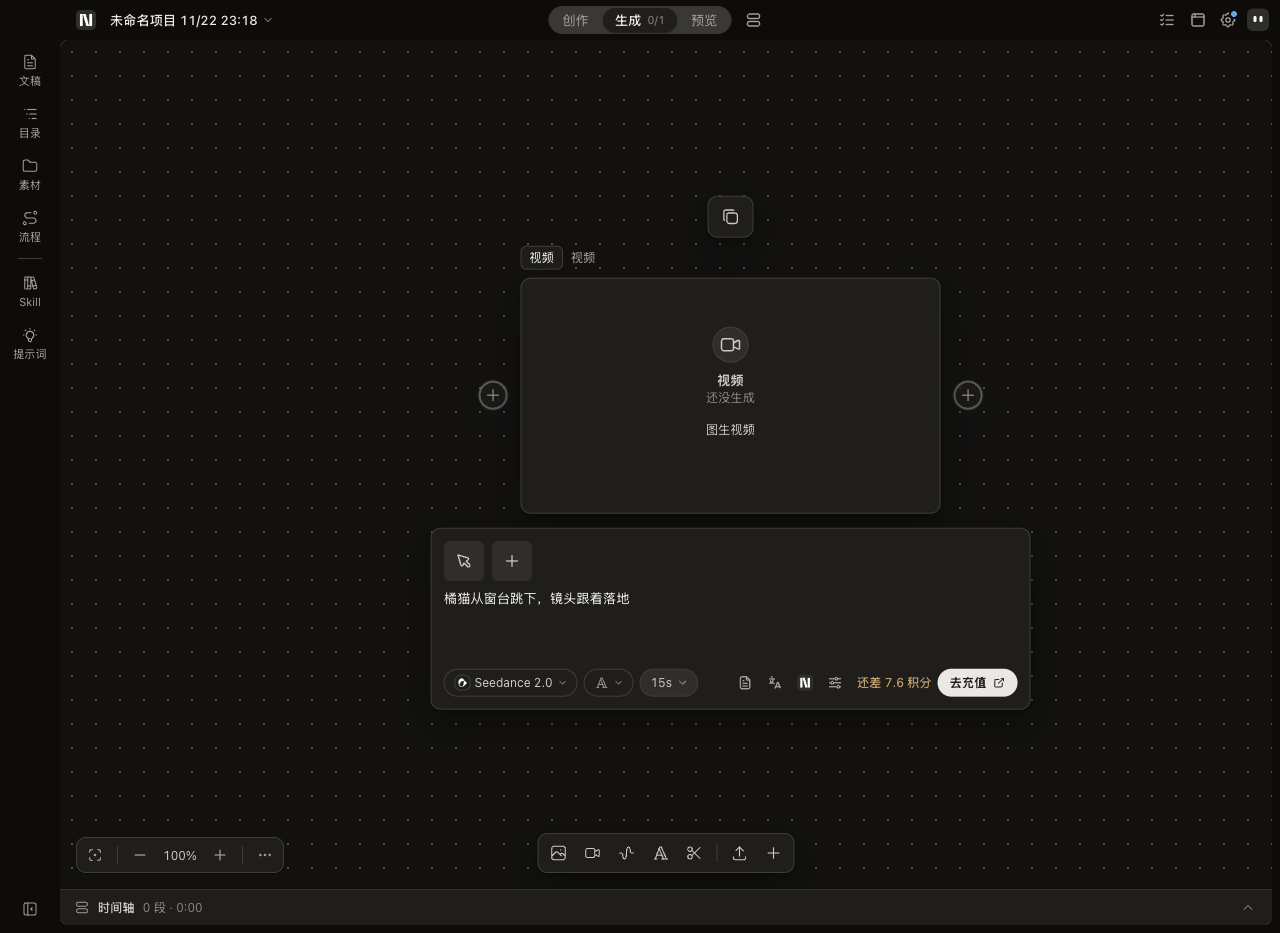 未命名项目 11/22 23:18
创作 生成 0/1 预览
文稿
目录
素材
流程
Skill
提示词
视频 视频
视频
还没生成
图生视频
橘猫从窗台跳下，镜头跟着落地
Seedance 2.0 A 15s 还差 7.6 积分 去充值
100%
时间轴 0 段 · 0:00